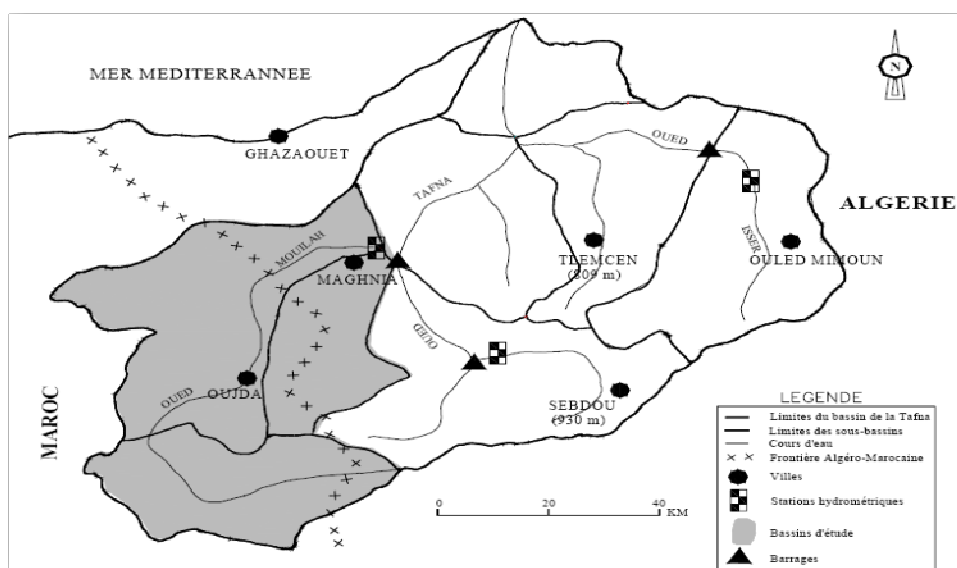 MER MEDITERRANNEE
N
GHAZAOUET
OUED
TAFNA
ALGERIE
ISSER
MOUILAH
TLEMCEN
(809 m)
OULED MIMOUN
MAGHNIA
OUED
OUJDA
OUED
SEBDOU
(930 m)
MAROC
0 20 40 KM
LEGENDE
Limites du bassin de la Tafna
Limites des sous-bassins
Cours d'eau
Frontière Algéro-Marocaine
Villes
Stations hydrométriques
Bassins d'étude
Barrages